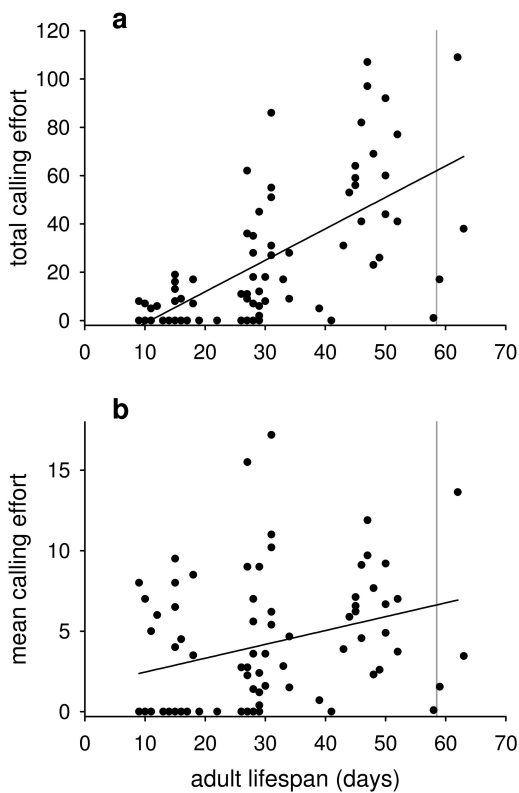 a
120
100
80
60
40
20
0
total calling effort
0 10 20 30 40 50 60 70
b
15
10
5
0
mean calling effort
0 10 20 30 40 50 60 70
adult lifespan (days)